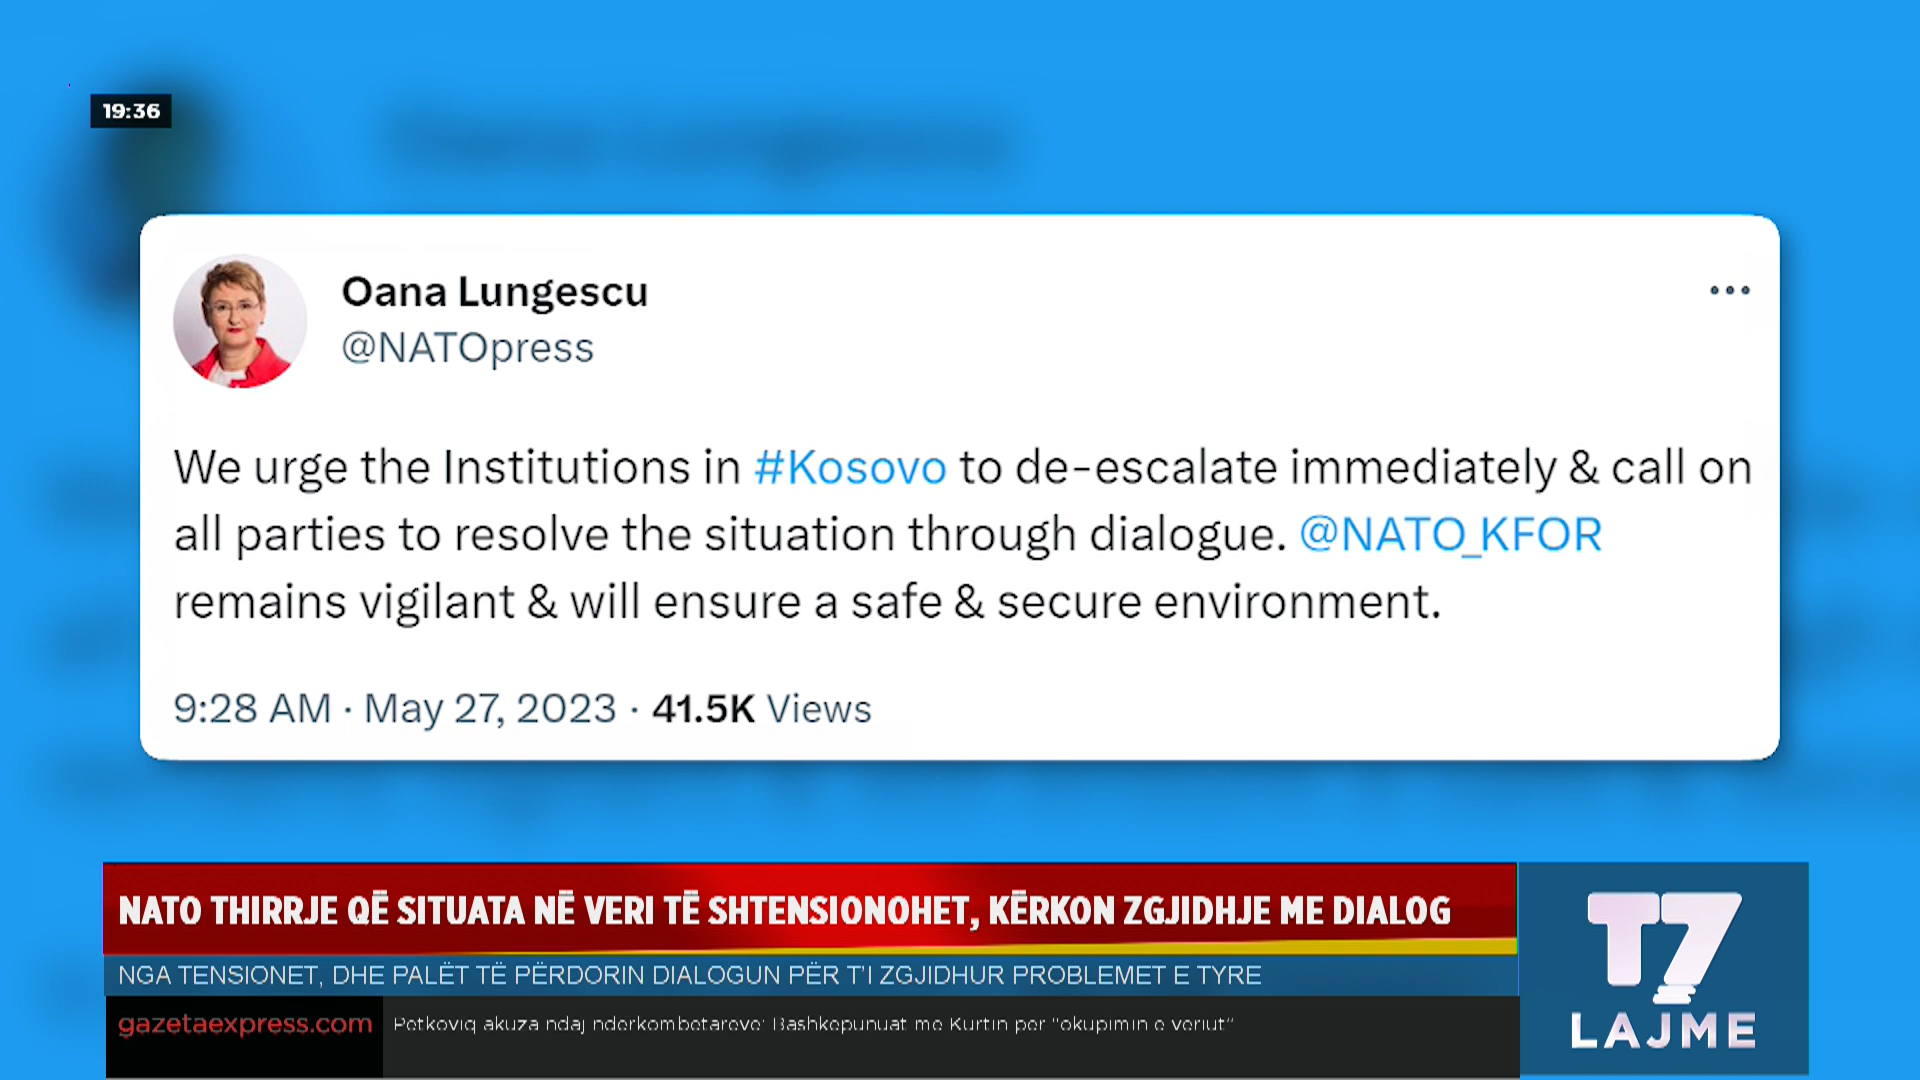 19:36
Oana Lungescu
@NATOpress
We urge the Institutions in #Kosovo to de-escalate immediately & call on
all parties to resolve the situation through dialogue. @NATO_KFOR
remains vigilant & will ensure a safe & secure environment.
9:28 AM · May 27, 2023 · 41.5K Views
NATO THIRRJE QË SITUATA NË VERI TË SHTENSIONOHET, KËRKON ZGJIDHJE ME DIALOG
NGA TENSIONET, DHE PALËT TË PËRDORIN DIALOGUN PËR T'I ZGJIDHUR PROBLEMET E TYRE
gazetaexpress.com Petkoviq akuza ndaj nderkombetareve: Bashkepunuat me Kurtin per "okupimin e veriut"
T7
LAJME